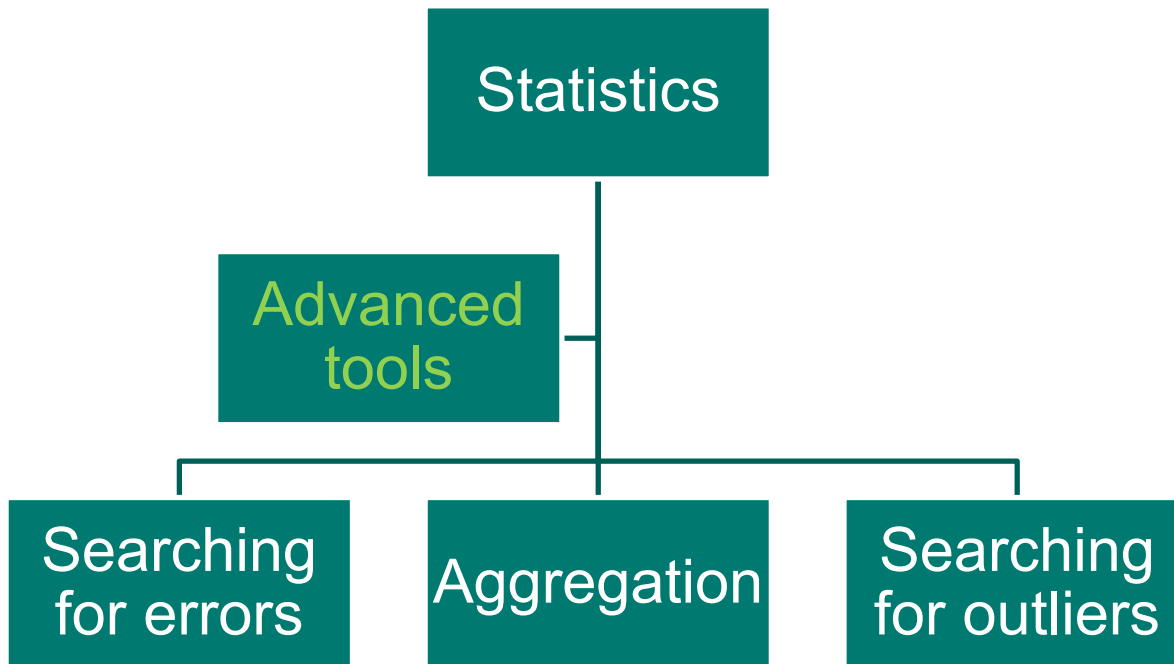 Statistics
Advanced
tools
Searching
for errors
Aggregation
Searching
for outliers